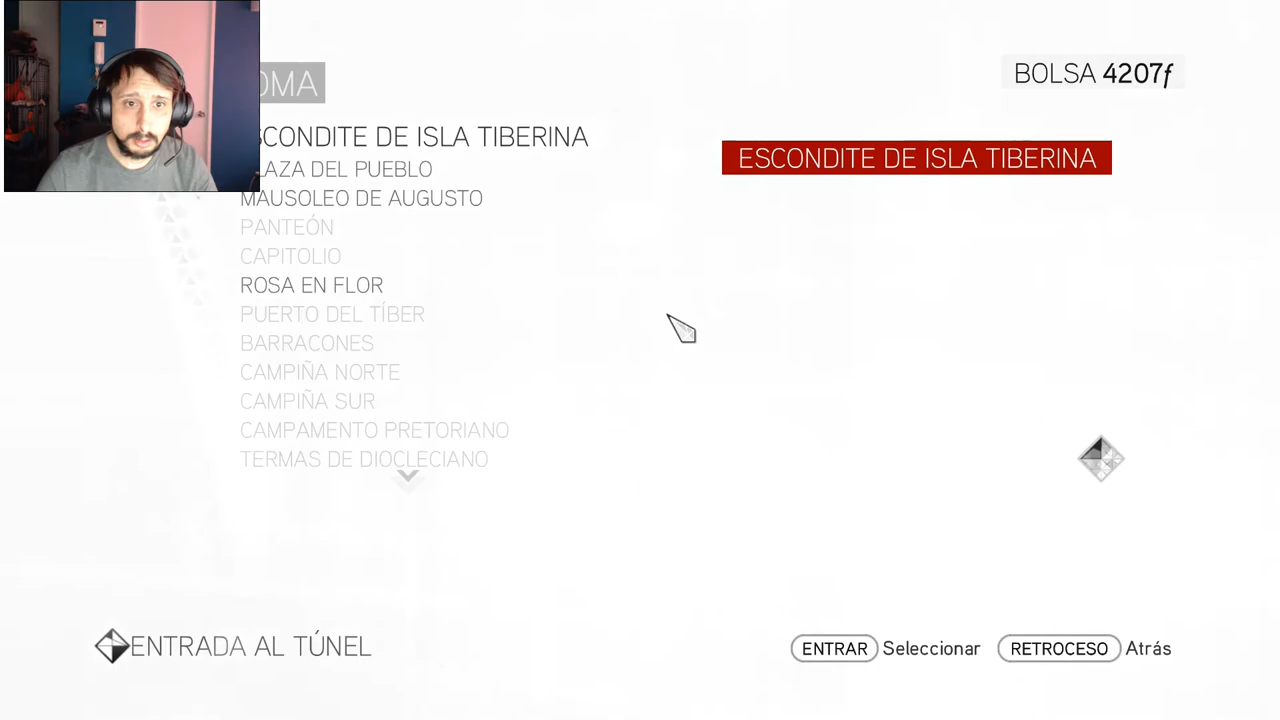 OMA
BOLSA 4207ƒ
SCONDITE DE ISLA TIBERINA
ESCONDITE DE ISLA TIBERINA
LAZA DEL PUEBLO
MAUSOLEO DE AUGUSTO
PANTEÓN
CAPITOLIO
ROSA EN FLOR
PUERTO DEL TÍBER
BARRACONES
CAMPIÑA NORTE
CAMPIÑA SUR
CAMPAMENTO PRETORIANO
TERMAS DE DIOCLECIANO
ENTRADA AL TÚNEL
ENTRAR Seleccionar RETROCESO Atrás